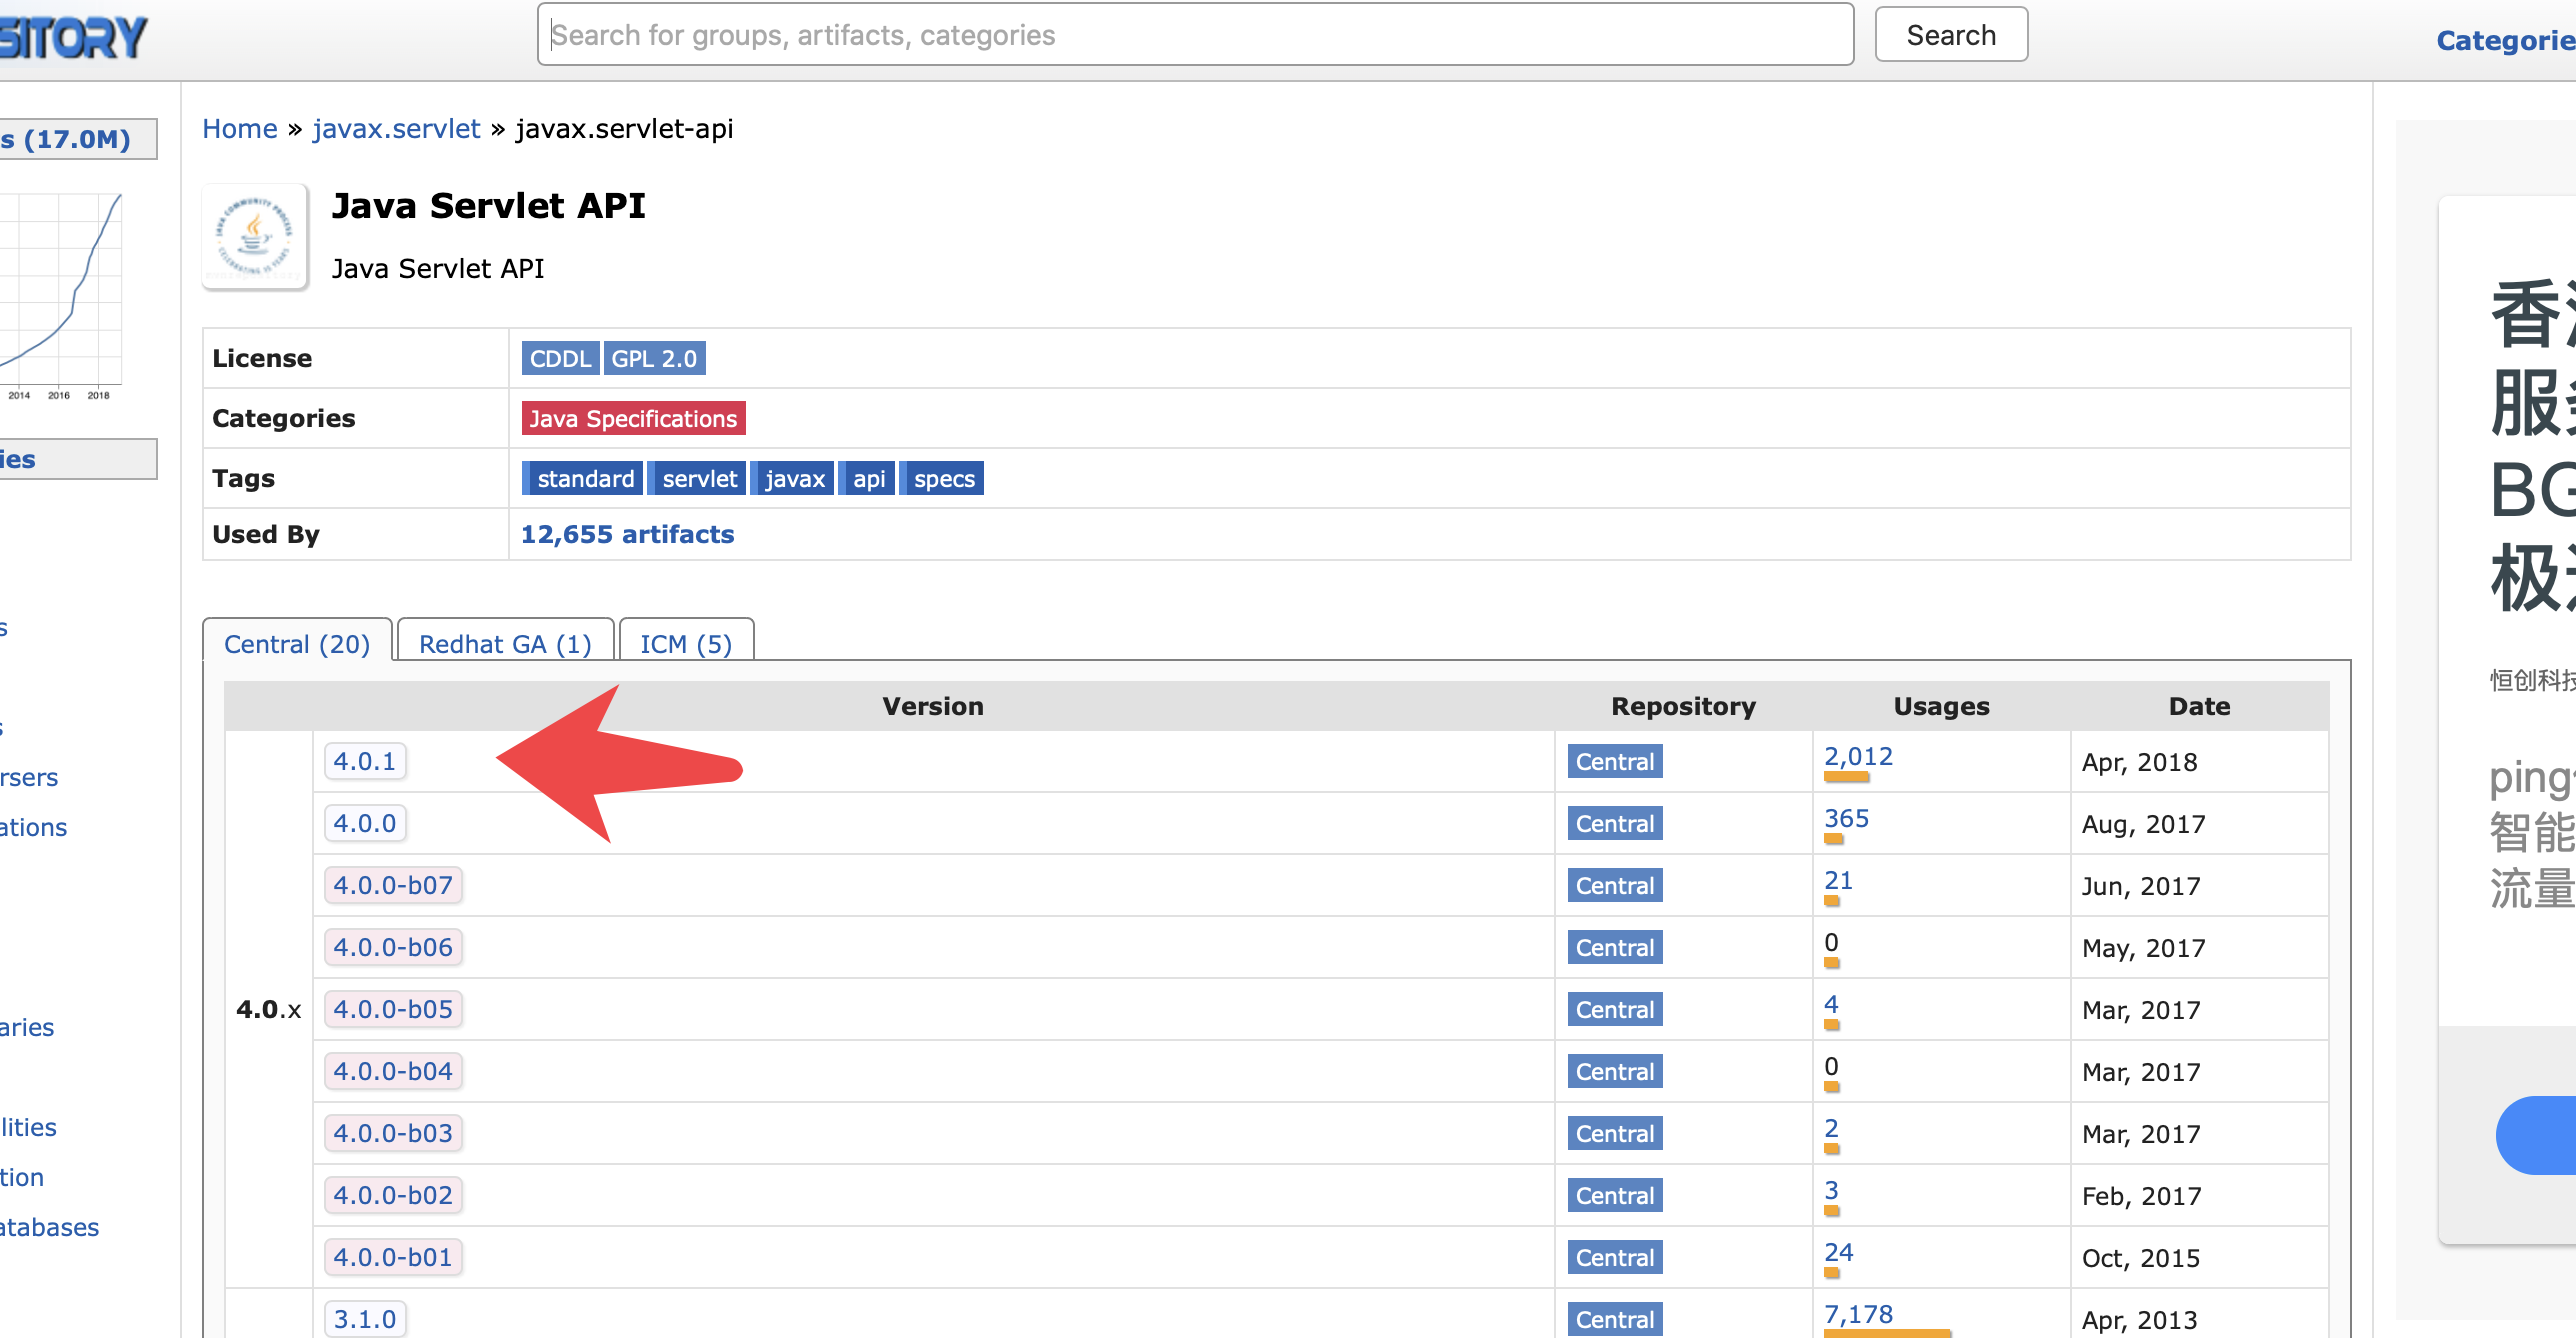 SITORY
Search for groups, artifacts, categories
Search
Categorie
s (17.0M)
2014 2016 2018
ies
s
s
rsers
ations
aries
lities
tion
atabases
Home » javax.servlet » javax.servlet-api
JAVA COMMUNITY PROCESS
Java Servlet API
Java Servlet API
License CDDL GPL 2.0
Categories Java Specifications
Tags standard servlet javax api specs
Used By 12,655 artifacts
Central (20) Redhat GA (1) ICM (5)
Version Repository Usages Date
4.0.x
4.0.1 Central 2,012 Apr, 2018
4.0.0 Central 365 Aug, 2017
4.0.0-b07 Central 21 Jun, 2017
4.0.0-b06 Central 0 May, 2017
4.0.0-b05 Central 4 Mar, 2017
4.0.0-b04 Central 0 Mar, 2017
4.0.0-b03 Central 2 Mar, 2017
4.0.0-b02 Central 3 Feb, 2017
4.0.0-b01 Central 24 Oct, 2015
3.1.0 Central 7,178 Apr, 2013
香
服
BG
极
恒创科技
ping
智能
流量